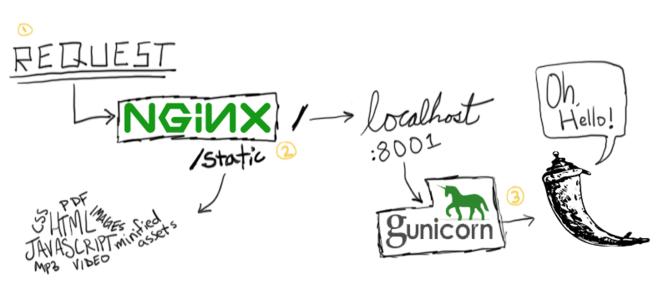 1
REQUEST
NGINX / localhost
:8001
/static 2
PDF
CSS HTML IMAGES
JAVASCRIPT minified
assets
MP3 VIDEO
gunicorn
3
Oh,
Hello!